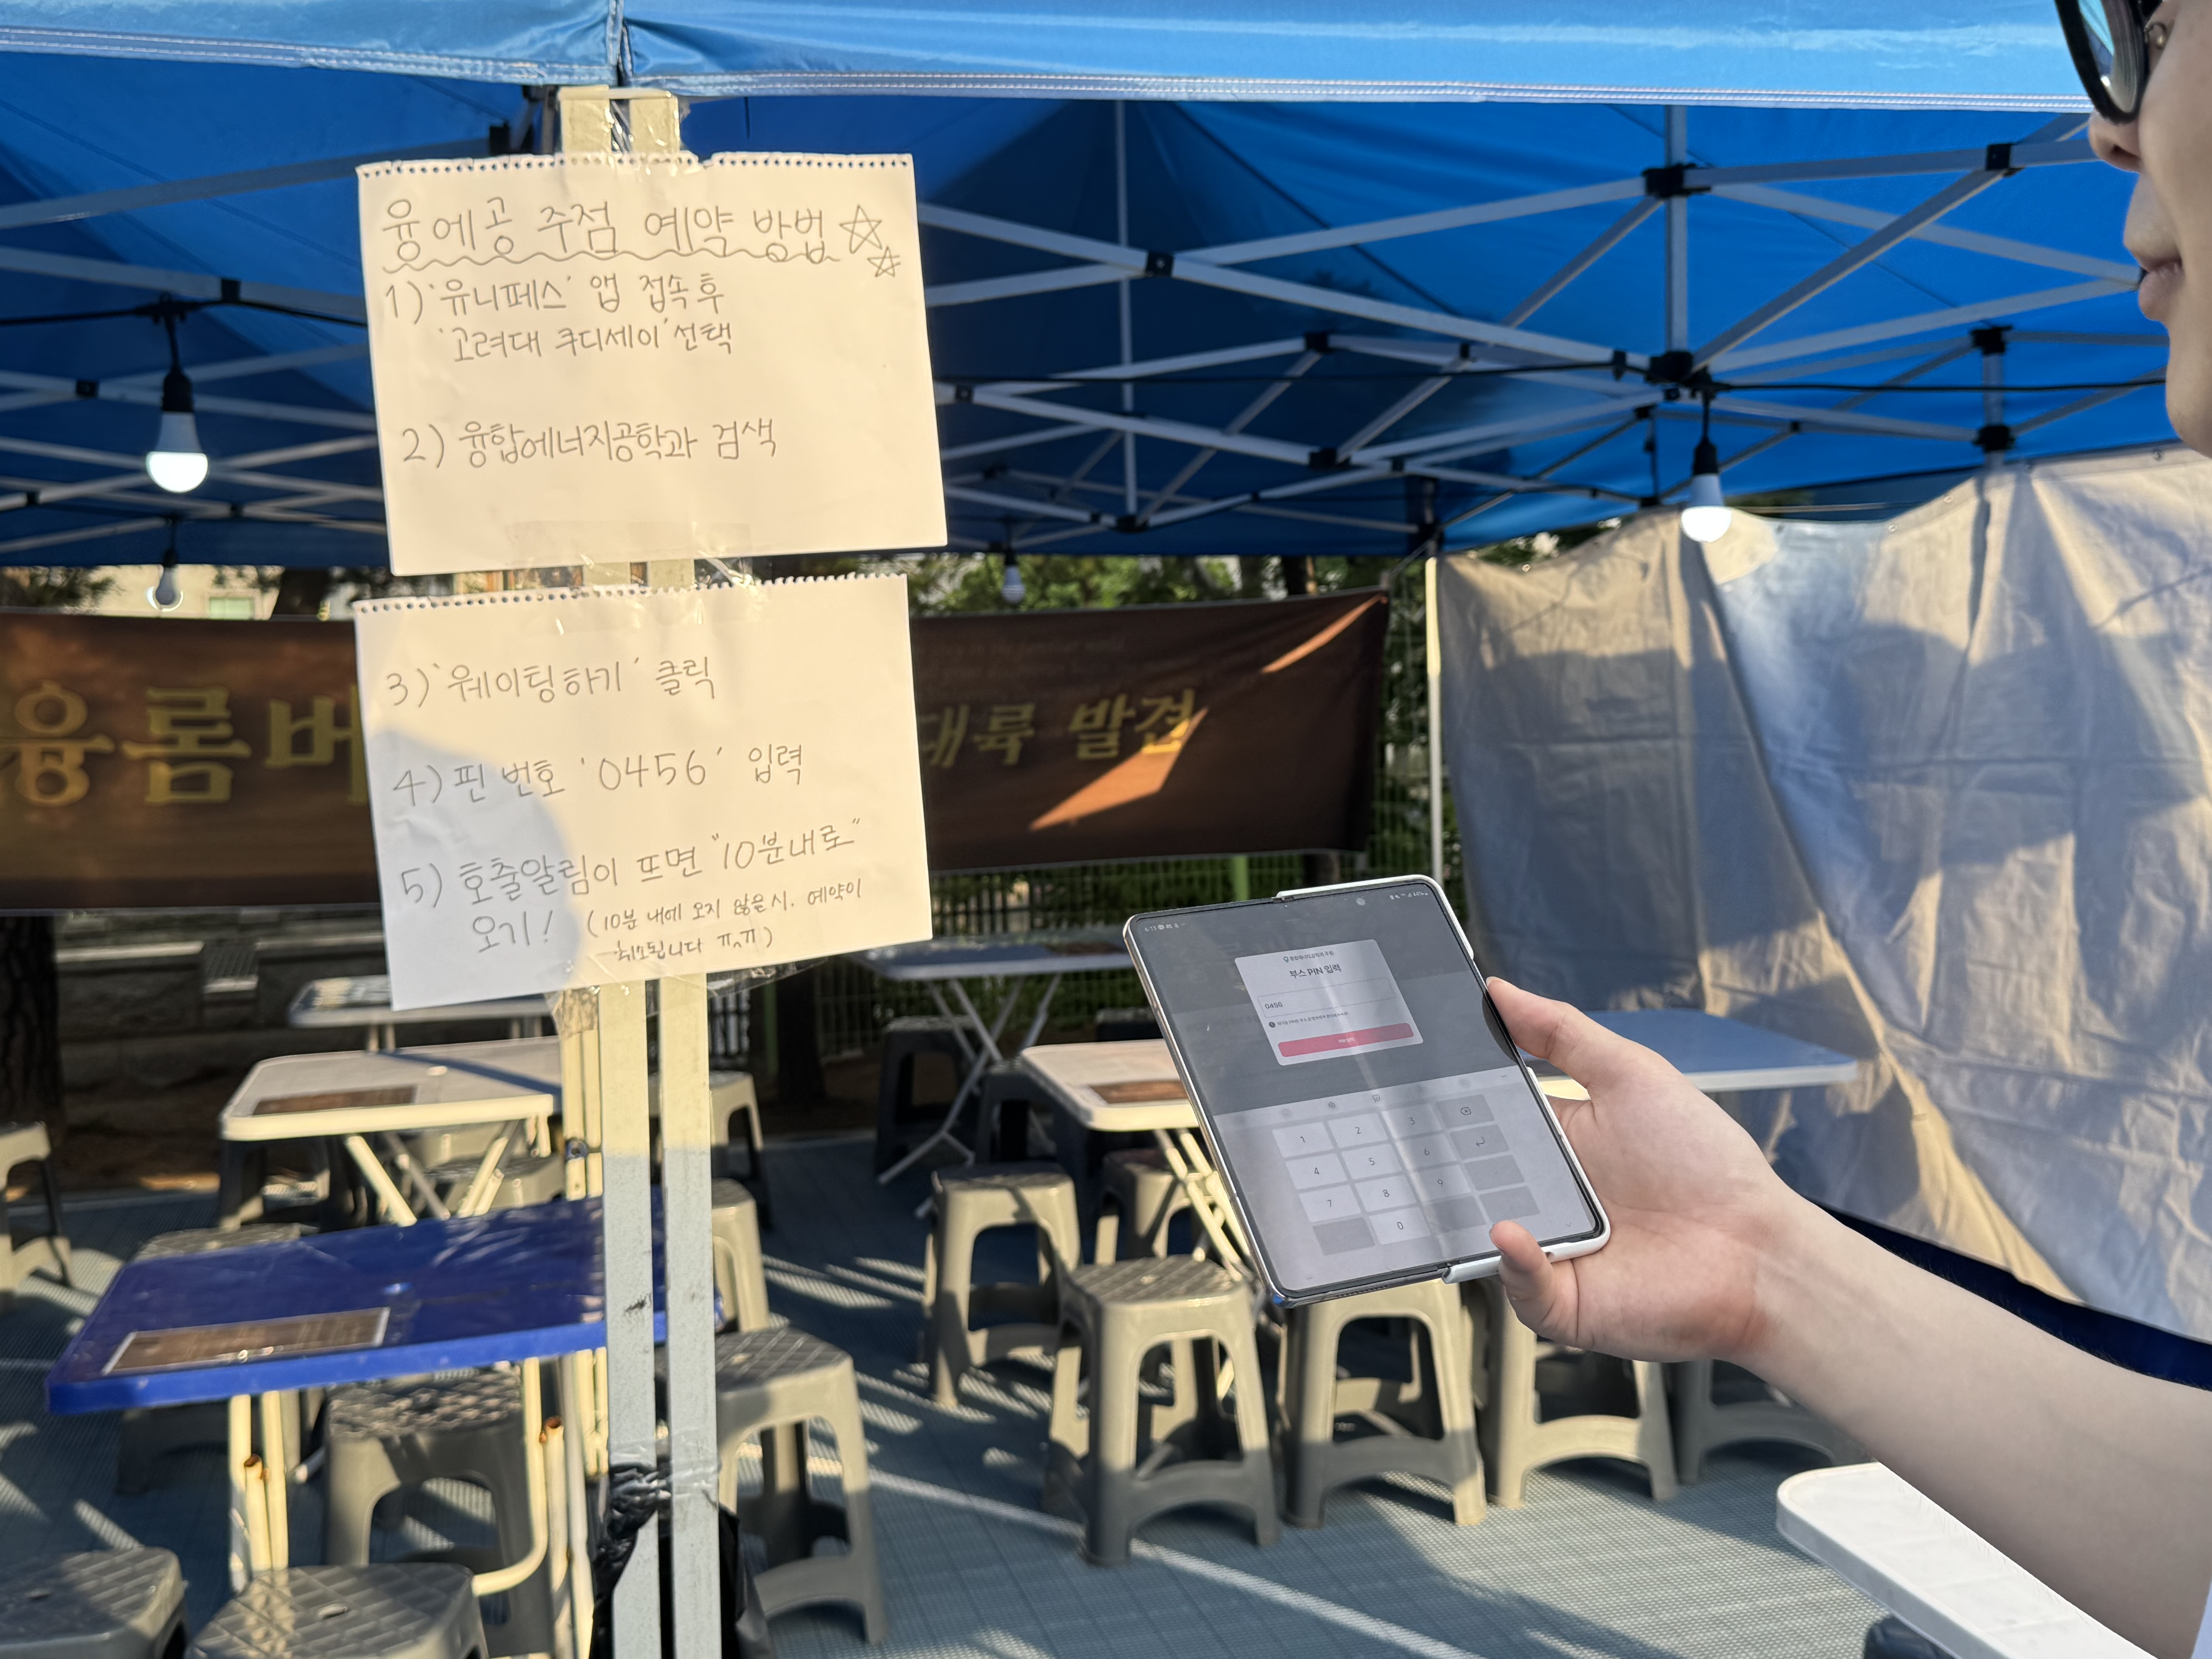 융에공 주점 예약 방법
1) '유니페스' 앱 접속 후
'고려대 쿠디세이' 선택
2) 융합에너지공학과 검색
3) '웨이팅하기' 클릭
4) 핀 번호 '0456' 입력
5) 호출알림이 뜨면 "10분내로"
오기! (10분 내에 오지 않을시. 예약이
취소됩니다 ㅠ^ㅠ)
융롬버
대륙 발견
부스 PIN 입력
0456
1 2 3
4 5 6
7 8 9
0